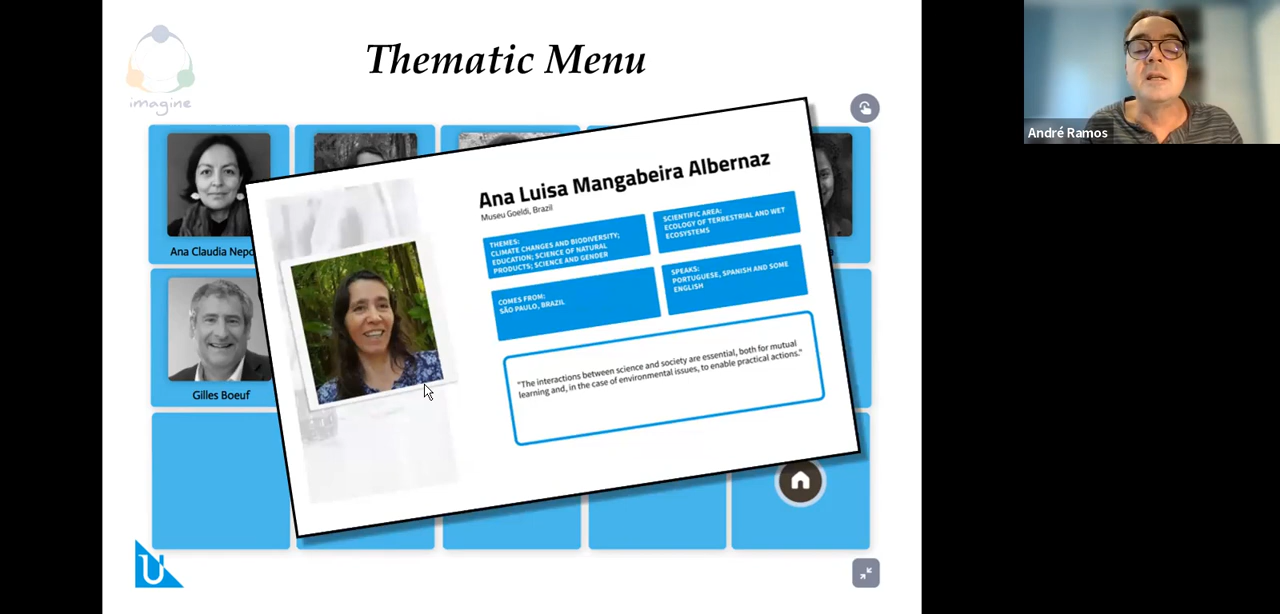 Thematic Menu
imagine
André Ramos
Ana Luisa Mangabeira Albernaz
Museu Goeldi, Brazil
THEMES:
CLIMATE CHANGES AND BIODIVERSITY;
EDUCATION; SCIENCE OF NATURAL
PRODUCTS; SCIENCE AND GENDER
SCIENTIFIC AREA:
ECOLOGY OF TERRESTRIAL AND WET
ECOSYSTEMS
COMES FROM:
SÃO PAULO, BRAZIL
SPEAKS:
PORTUGUESE, SPANISH AND SOME
ENGLISH
"The interactions between science and society are essential, both for mutual
learning and, in the case of environmental issues, to enable practical actions."
Ana Claudia
Gilles Boeuf
U